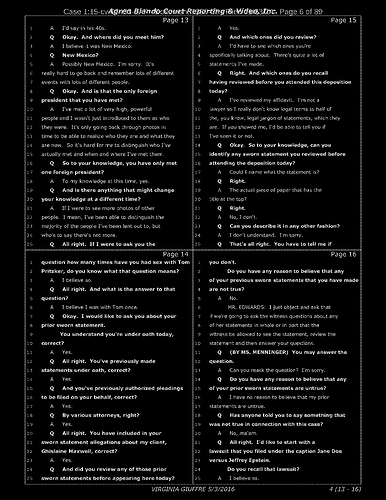 Case 1:15-cv Page 6 of 89
Agren Blando Court Reporting & Video, Inc.
Page 13
1 A I'd say in his 40s.
2 Q Okay. And where did you meet him?
3 A I believe it was New Mexico.
4 Q New Mexico?
5 A Possibly New Mexico. I'm sorry. It's
6 really hard to go back and remember lots of different
7 events with lots of different people.
8 Q Okay. And is that the only foreign
9 president that you have met?
10 A I've met a lot of very high, powerful
11 people and I wasn't just introduced to them as who
12 they were. It's only going back through photos in
13 time to be able to realize who they are and what they
14 are now. So it's hard for me to distinguish who I've
15 actually met and when and where I've met them.
16 Q So to your knowledge, you have only met
17 one foreign president?
18 A To my knowledge at this time, yes.
19 Q And is there anything that might change
20 your knowledge at a different time?
21 A If I were to see more photos of other
22 people. I mean, I've been able to distinguish the
23 majority of the people I've been lent out to, but
24 who's to say there's not more.
25 Q All right. If I were to ask you the
Page 14
1 question how many times have you had sex with Tom
2 Pritzker, do you know what that question means?
3 A I believe so.
4 Q All right. And what is the answer to that
5 question?
6 A I believe I was with Tom once.
7 Q Okay. I would like to ask you about your
8 prior sworn statement.
9 You understand you're under oath today,
10 correct?
11 A Yes.
12 Q All right. You've previously made
13 statements under oath, correct?
14 A Yes.
15 Q And you've previously authorized pleadings
16 to be filed on your behalf, correct?
17 A Yes.
18 Q By various attorneys, right?
19 A Yes.
20 Q All right. You have included in your
21 sworn statement allegations about my client,
22 Ghislaine Maxwell, correct?
23 A Yes.
24 Q And did you review any of those prior
25 sworn statements before appearing here today?
Page 15
1 A Yes.
2 Q And which ones did you review?
3 A I'd have to see which ones you're
4 specifically talking about. There's quite a lot of
5 statements I've made.
6 Q Right. And which ones do you recall
7 having reviewed before you attended this deposition
8 today?
9 A I've reviewed my affidavit. I'm not a
10 lawyer so I really don't know legal terms in half of
11 the, you know, legal jargon of statements, which they
12 are. If you showed me, I'd be able to tell you if
13 I've seen it or not.
14 Q Okay. So to your knowledge, can you
15 identify any sworn statement you reviewed before
16 attending the deposition today?
17 A Could I name what the statement is?
18 Q Right.
19 A The actual piece of paper that has the
20 title at the top?
21 Q Right.
22 A No, I don't.
23 Q Can you describe it in any other fashion?
24 A I don't understand. I'm sorry.
25 Q That's all right. You have to tell me if
Page 16
1 you don't.
2 Do you have any reason to believe that any
3 of your previous sworn statements that you have made
4 are not true?
5 A No.
6 MR. EDWARDS: I just object and ask that
7 if we're going to ask the witness questions about any
8 of her statements in whole or in part that the
9 witness be allowed to see the statement, review the
10 statement and then answer your questions.
11 Q (BY MS. MENNINGER) You may answer the
12 question.
13 A Can you reask the question? I'm sorry.
14 Q Do you have any reason to believe that any
15 of your prior sworn statements are untrue?
16 A I have no reason to believe that my prior
17 statements are untrue.
18 Q Has anyone told you to say something that
19 was not true in connection with this case?
20 A No, ma'am.
21 Q All right. I'd like to start with a
22 lawsuit that you filed under the caption Jane Doe
23 versus Jeffrey Epstein.
24 Do you recall that lawsuit?
25 A I believe so.
VIRGINIA GIUFFRE 5/3/2016 4 (13 - 16)